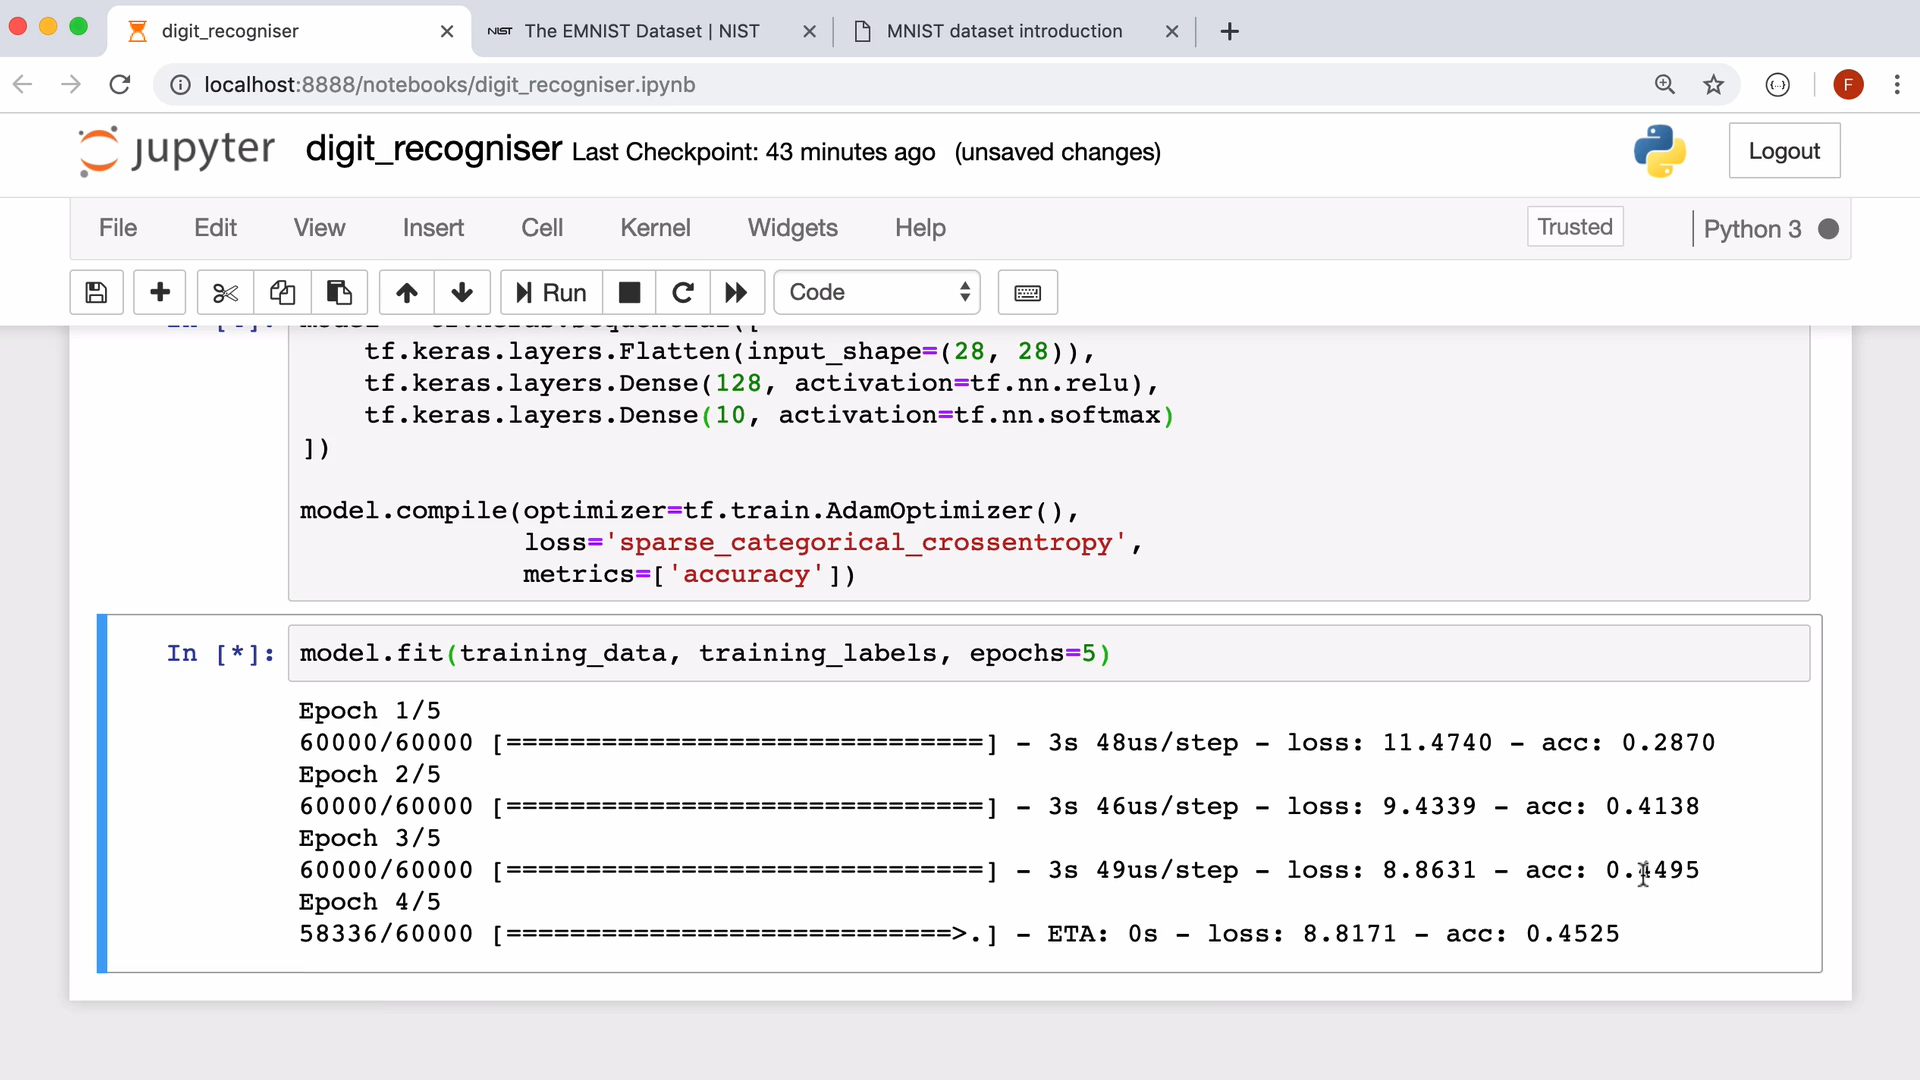 digit_recogniser
NIST The EMNIST Dataset | NIST
MNIST dataset introduction
localhost:8888/notebooks/digit_recogniser.ipynb
F
jupyter digit_recogniser Last Checkpoint: 43 minutes ago (unsaved changes)
Logout
File Edit View Insert Cell Kernel Widgets Help
Trusted
Python 3
Run
Code
tf.keras.layers.Flatten(input_shape=(28, 28)),
tf.keras.layers.Dense(128, activation=tf.nn.relu),
tf.keras.layers.Dense(10, activation=tf.nn.softmax)
])
model.compile(optimizer=tf.train.AdamOptimizer(),
loss='sparse_categorical_crossentropy',
metrics=['accuracy'])
In [*]: model.fit(training_data, training_labels, epochs=5)
Epoch 1/5
60000/60000 [==============================] - 3s 48us/step - loss: 11.4740 - acc: 0.2870
Epoch 2/5
60000/60000 [==============================] - 3s 46us/step - loss: 9.4339 - acc: 0.4138
Epoch 3/5
60000/60000 [==============================] - 3s 49us/step - loss: 8.8631 - acc: 0.4495
Epoch 4/5
58336/60000 [============================>.] - ETA: 0s - loss: 8.8171 - acc: 0.4525